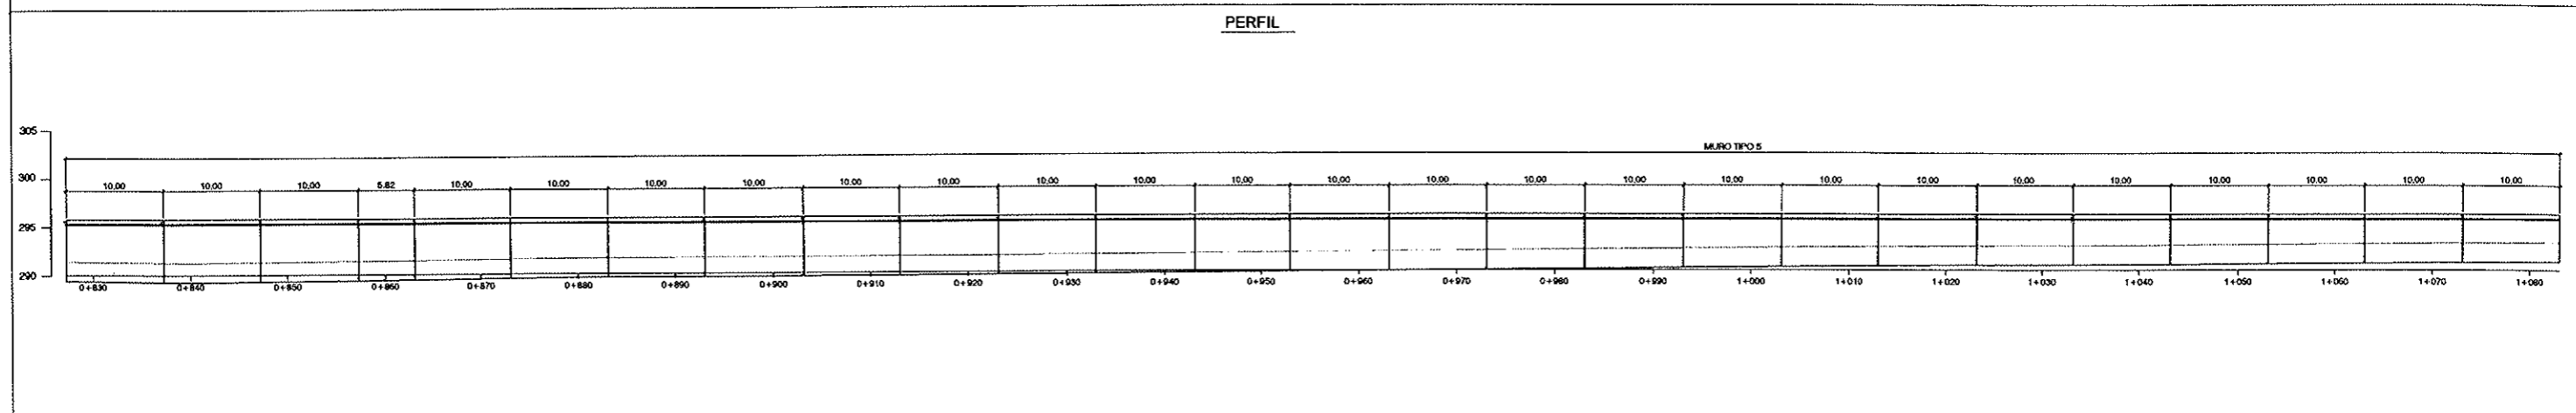 PERFIL
305
MURO TIPO 5
300
10,00 10,00 10,00 5,82 10,00 10,00 10,00 10,00 10,00 10,00 10,00 10,00 10,00 10,00 10,00 10,00 10,00 10,00 10,00 10,00 10,00 10,00 10,00 10,00 10,00 10,00
295
290
0+830 0+840 0+850 0+860 0+870 0+880 0+890 0+900 0+910 0+920 0+930 0+940 0+950 0+960 0+970 0+980 0+990 1+000 1+010 1+020 1+030 1+040 1+050 1+060 1+070 1+080